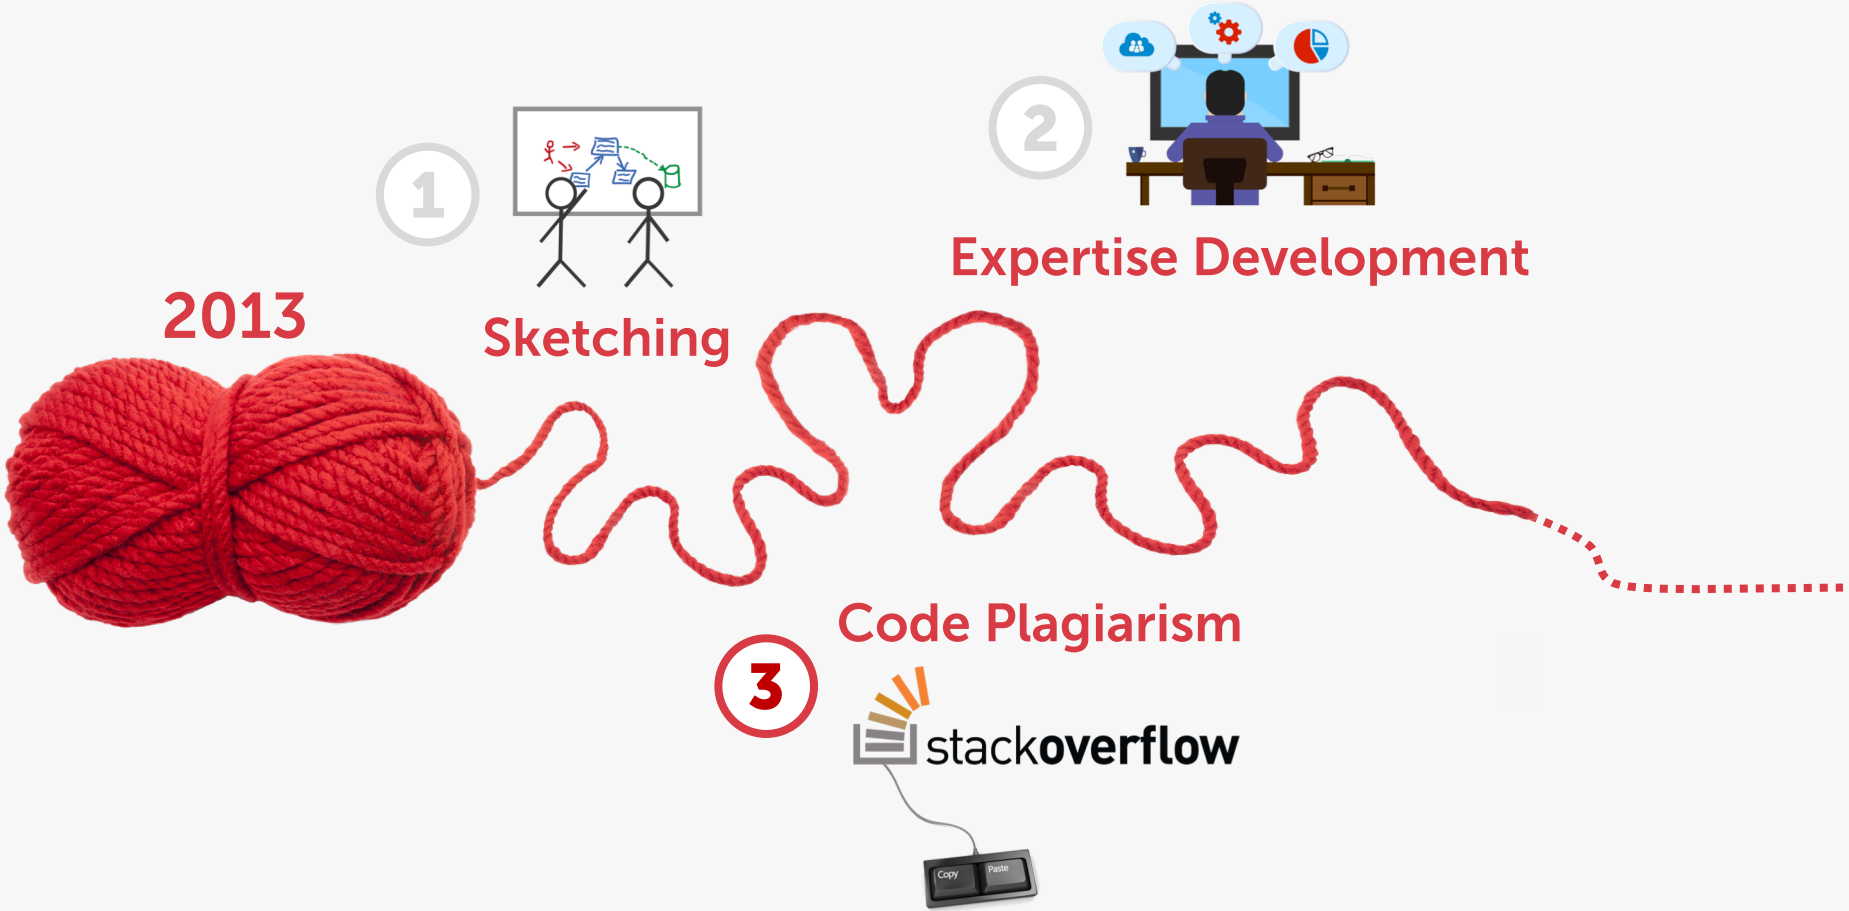 2013
1
Sketching
2
Expertise Development
3
Code Plagiarism
stackoverflow
Copy
Paste